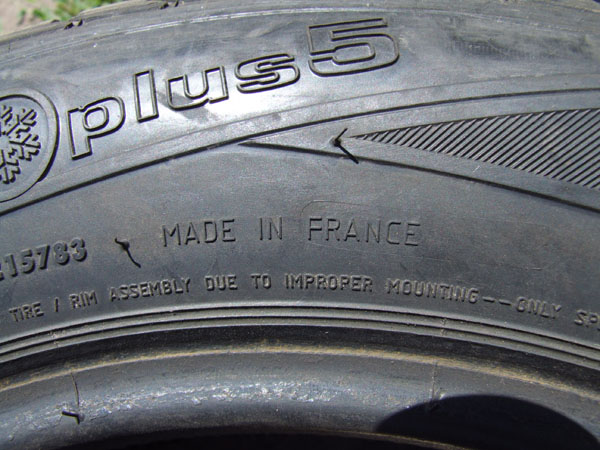 plus5
MADE IN FRANCE
15783
TIRE / RIM ASSEMBLY DUE TO IMPROPER MOUNTING--ONLY